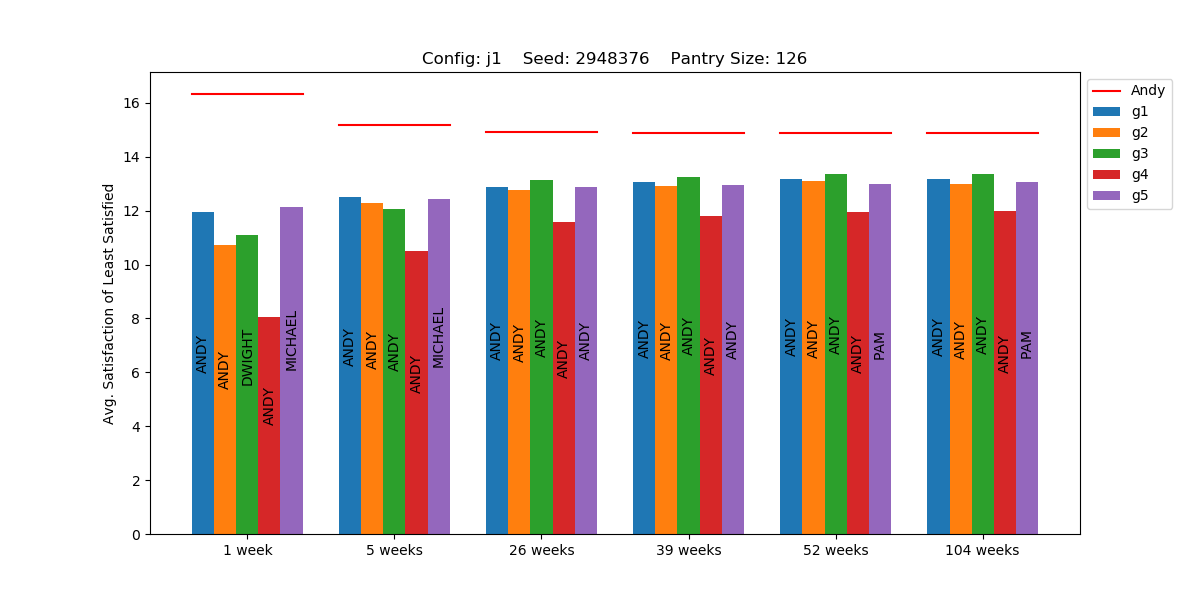 Config: j1    Seed: 2948376    Pantry Size: 126
Avg. Satisfaction of Least Satisfied
16
14
12
10
8
6
4
2
0
ANDY
ANDY
DWIGHT
ANDY
MICHAEL
ANDY
ANDY
ANDY
ANDY
MICHAEL
ANDY
ANDY
ANDY
ANDY
ANDY
ANDY
ANDY
ANDY
ANDY
ANDY
ANDY
ANDY
ANDY
ANDY
PAM
ANDY
ANDY
ANDY
ANDY
PAM
1 week
5 weeks
26 weeks
39 weeks
52 weeks
104 weeks
Andy
g1
g2
g3
g4
g5